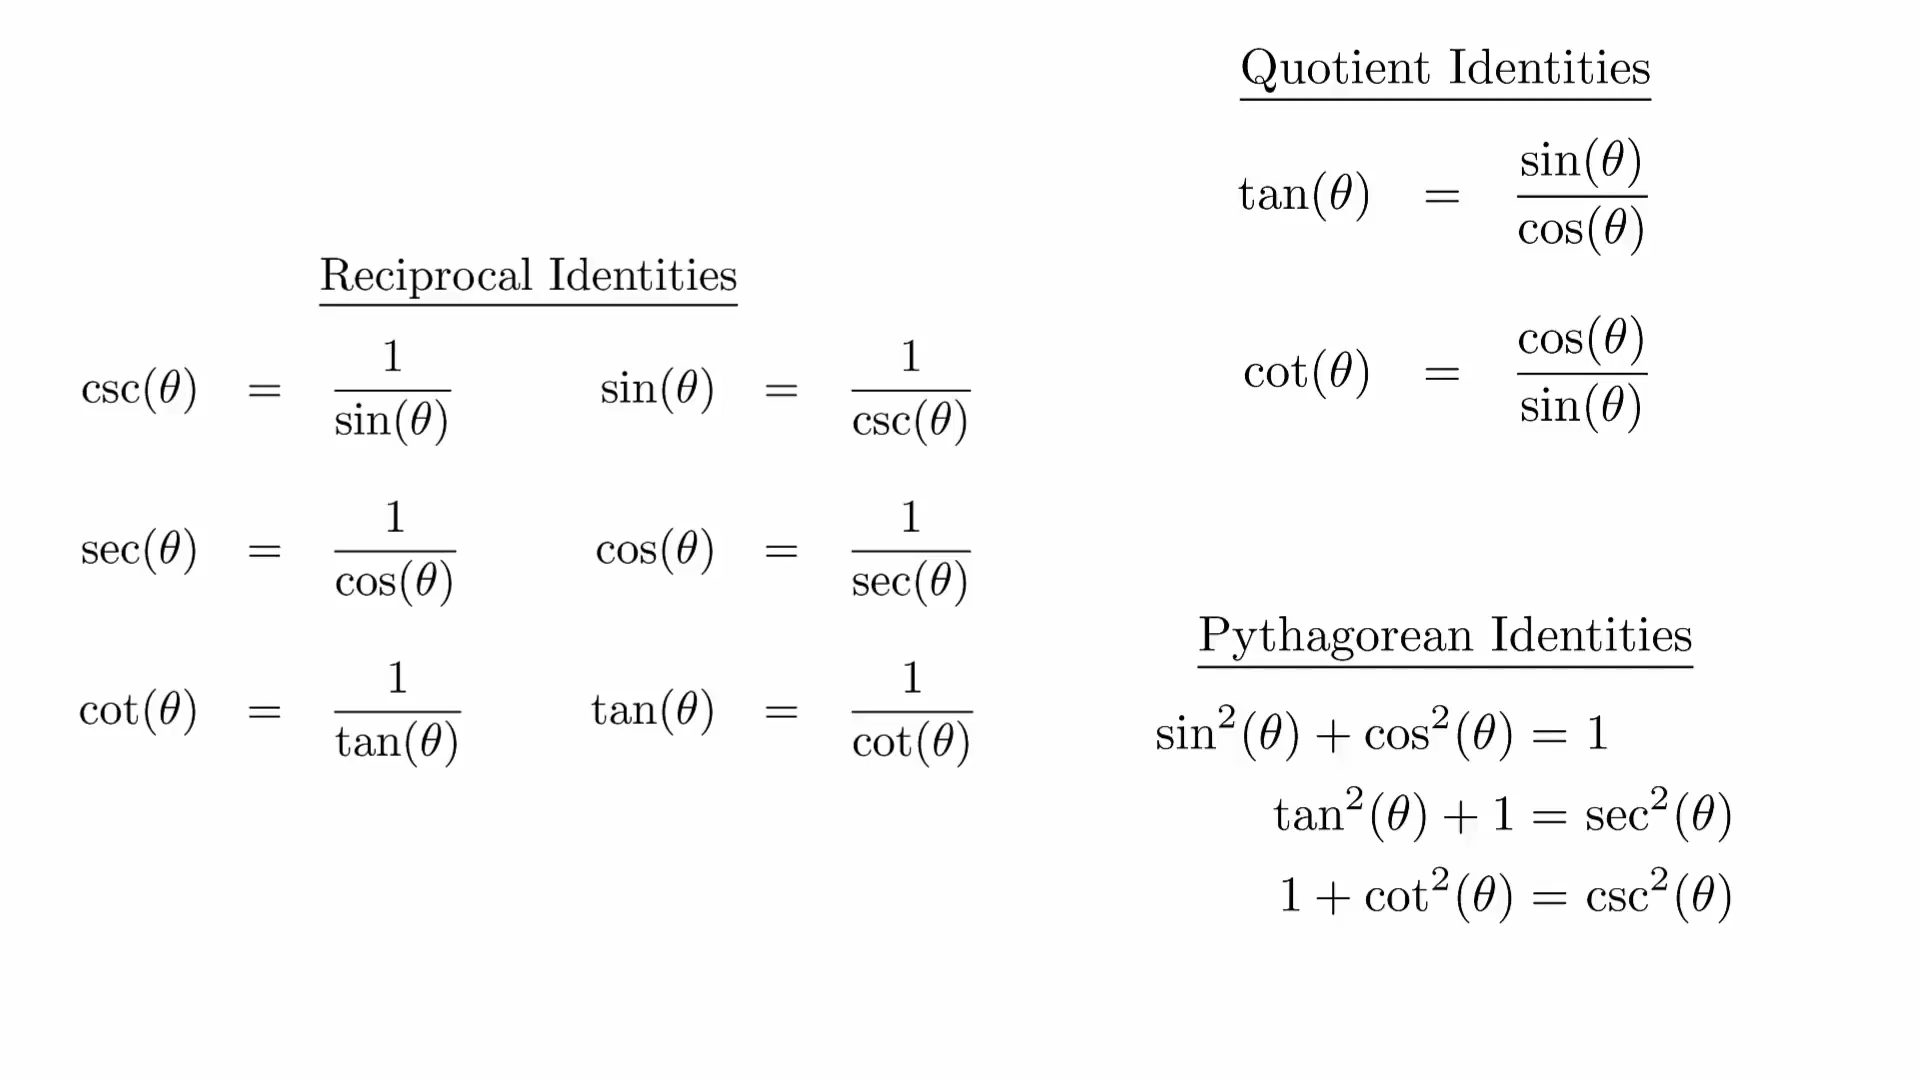 Reciprocal Identities
csc(θ) = 1/sin(θ) sin(θ) = 1/csc(θ)
sec(θ) = 1/cos(θ) cos(θ) = 1/sec(θ)
cot(θ) = 1/tan(θ) tan(θ) = 1/cot(θ)
Quotient Identities
tan(θ) = sin(θ)/cos(θ)
cot(θ) = cos(θ)/sin(θ)
Pythagorean Identities
sin²(θ) + cos²(θ) = 1
tan²(θ) + 1 = sec²(θ)
1 + cot²(θ) = csc²(θ)